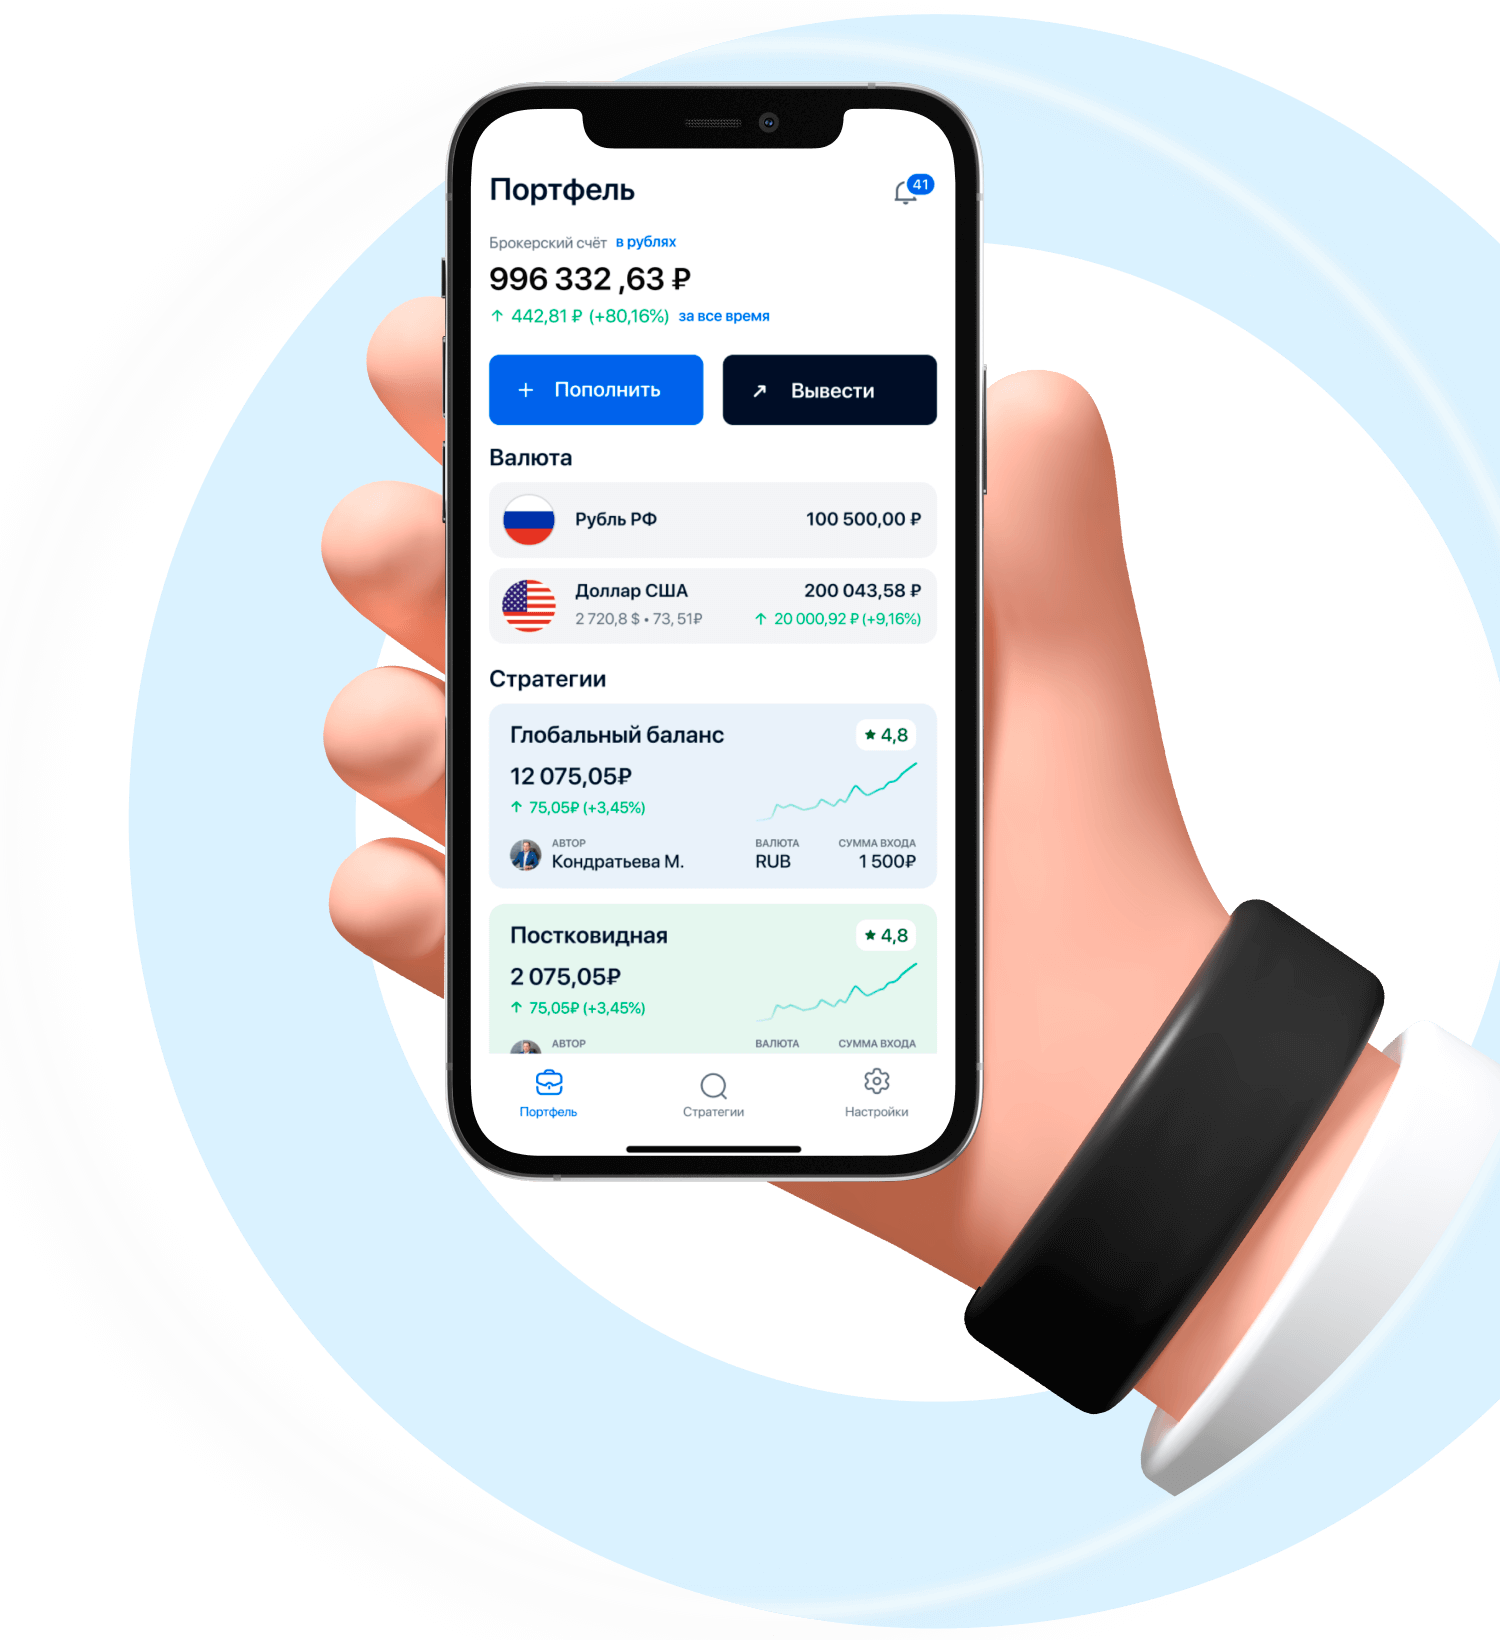 Портфель
41
Брокерский счёт в рублях
996 332 ,63 ₽
↑ 442,81 ₽ (+80,16%) за все время
+ Пополнить
↗ Вывести
Валюта
Рубль РФ 100 500,00 ₽
Доллар США 200 043,58 ₽
2 720,8 $ • 73, 51₽ ↑ 20 000,92 ₽ (+9,16%)
Стратегии
Глобальный баланс ★ 4,8
12 075,05₽
↑ 75,05₽ (+3,45%)
АВТОР ВАЛЮТА СУММА ВХОДА
Кондратьева М. RUB 1 500₽
Постковидная ★ 4,8
2 075,05₽
↑ 75,05₽ (+3,45%)
АВТОР ВАЛЮТА СУММА ВХОДА
Портфель Стратегии Настройки